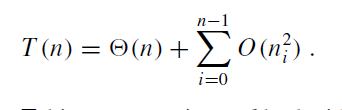 T(n) = Θ(n) + ∑_{i=0}^{n−1} O(n_i^2) .